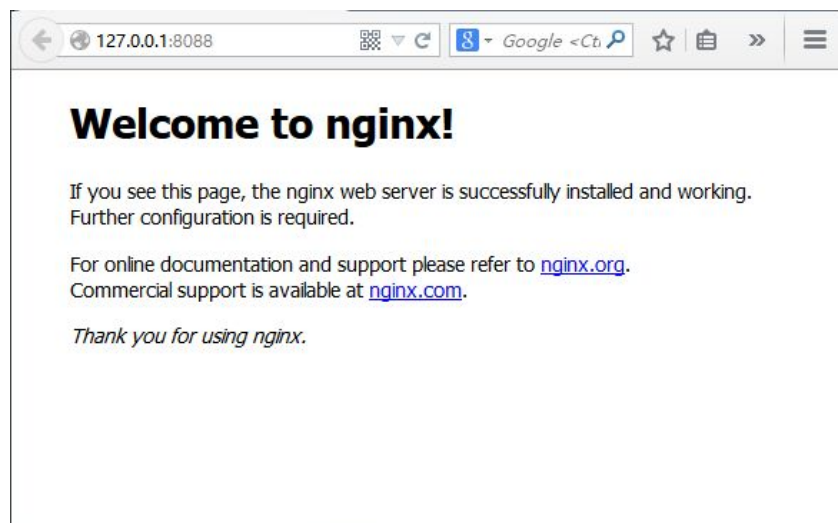 127.0.0.1:8088
8 Google <Ct
Welcome to nginx!
If you see this page, the nginx web server is successfully installed and working.
Further configuration is required.
For online documentation and support please refer to nginx.org.
Commercial support is available at nginx.com.
Thank you for using nginx.